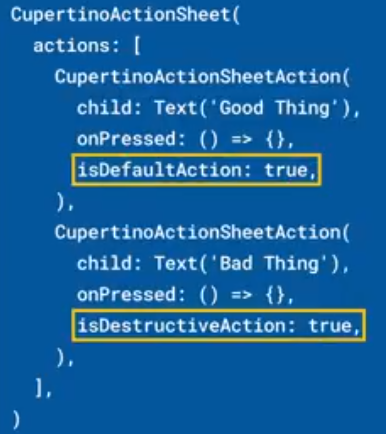 CupertinoActionSheet(
  actions: [
    CupertinoActionSheetAction(
      child: Text('Good Thing'),
      onPressed: () => {},
      isDefaultAction: true,
    ),
    CupertinoActionSheetAction(
      child: Text('Bad Thing'),
      onPressed: () => {},
      isDestructiveAction: true,
    ),
  ],
)